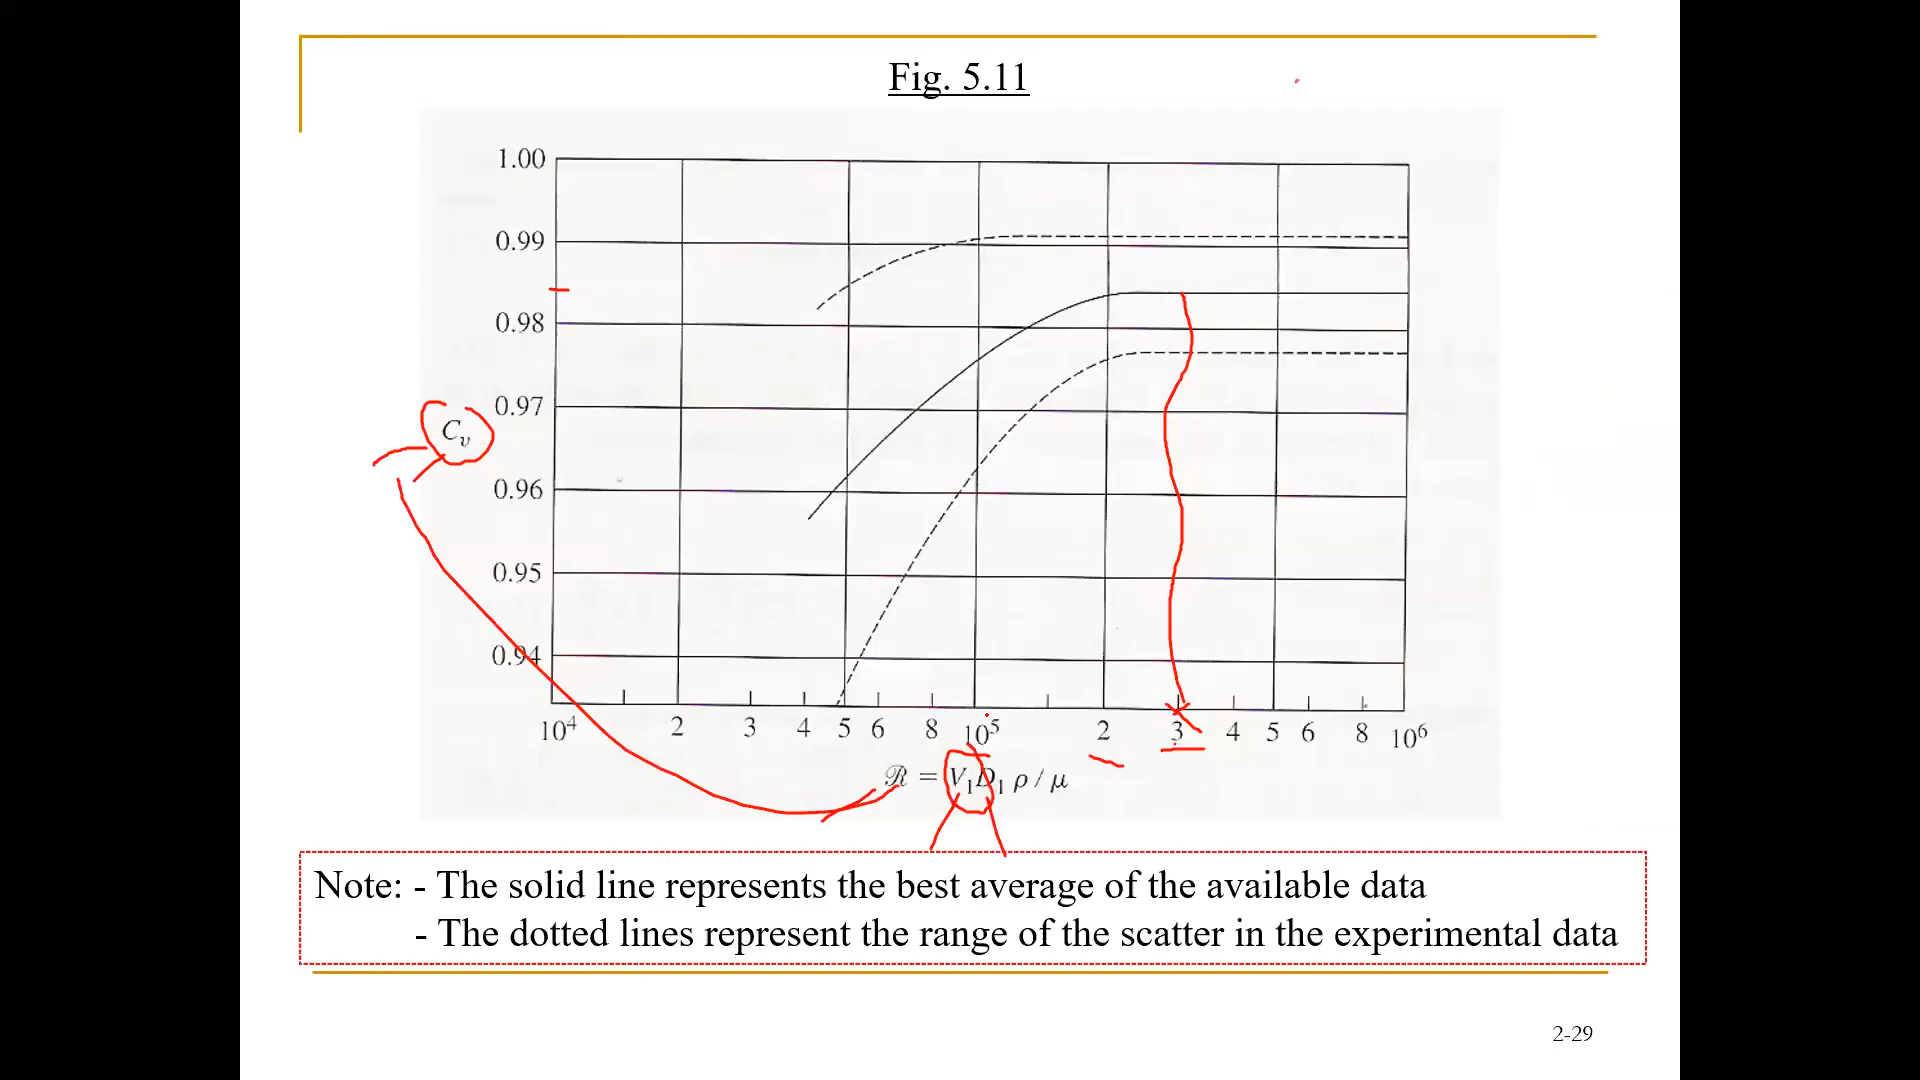 Fig. 5.11
1.00
0.99
0.98
0.97
C_v
0.96
0.95
0.94
10⁴ 2 3 4 5 6 8 10⁵ 2 3 4 5 6 8 10⁶
ℛ = V₁D₁ ρ / μ
Note: - The solid line represents the best average of the available data
- The dotted lines represent the range of the scatter in the experimental data
2-29